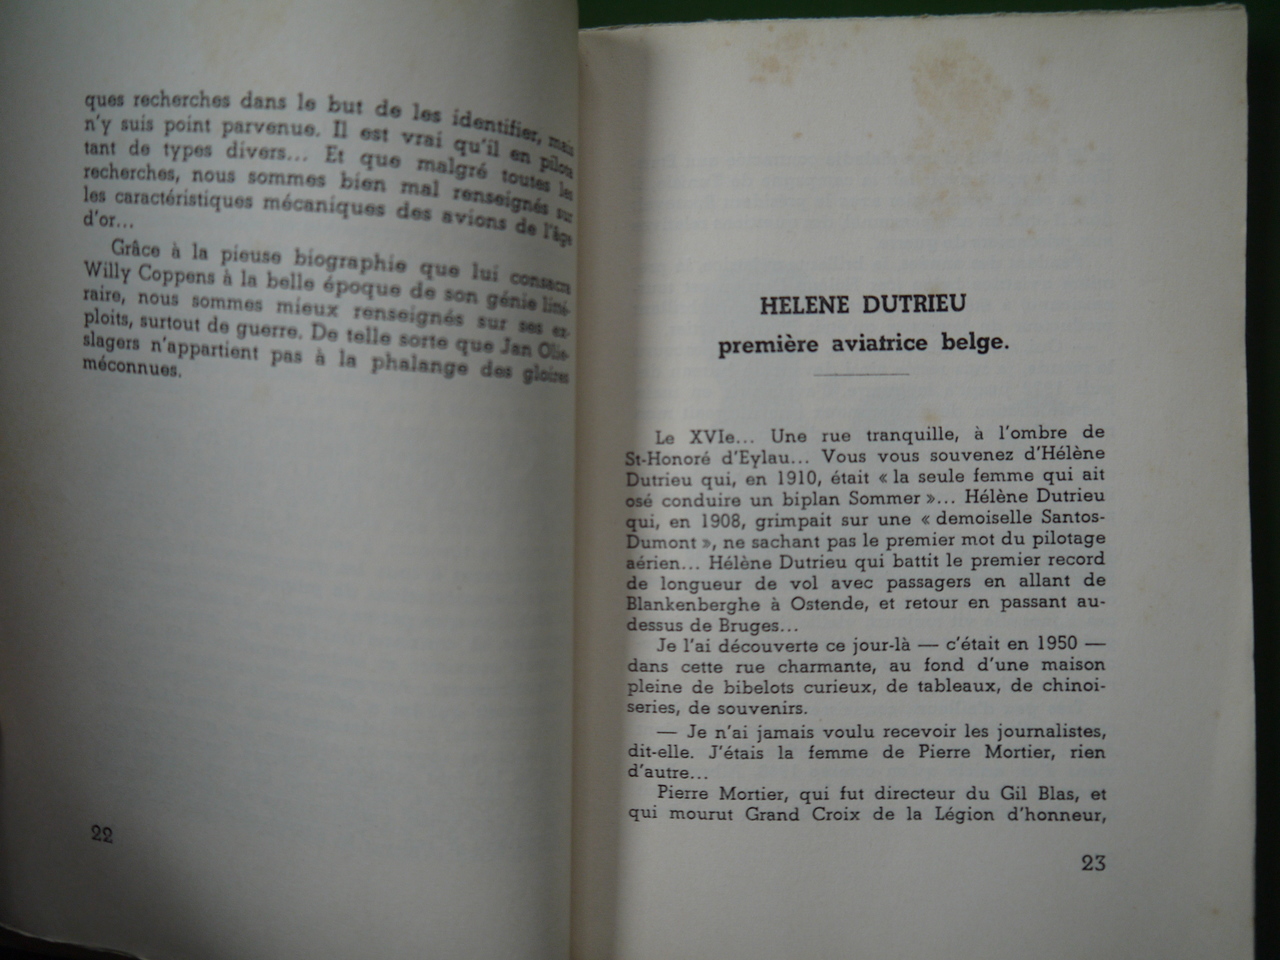 ques recherches dans le but de les identifier, mais
n'y suis point parvenue. Il est vrai qu'il en pilota
tant de types divers... Et que malgré toutes les
recherches, nous sommes bien mal renseignés sur
les caractéristiques mécaniques des avions de l'âge
d'or...
Grâce à la pieuse biographie que lui consacra
Willy Coppens à la belle époque de son génie litté-
raire, nous sommes mieux renseignés sur ses ex-
ploits, surtout de guerre. De telle sorte que Jan Olie-
slagers n'appartient pas à la phalange des gloires
méconnues.
22
HELENE DUTRIEU
première aviatrice belge.
Le XVIe... Une rue tranquille, à l'ombre de
St-Honoré d'Eylau... Vous vous souvenez d'Hélène
Dutrieu qui, en 1910, était « la seule femme qui ait
osé conduire un biplan Sommer »... Hélène Dutrieu
qui, en 1908, grimpait sur une « demoiselle Santos-
Dumont », ne sachant pas le premier mot du pilotage
aérien... Hélène Dutrieu qui battit le premier record
de longueur de vol avec passagers en allant de
Blankenberghe à Ostende, et retour en passant au-
dessus de Bruges...
Je l'ai découverte ce jour-là — c'était en 1950 —
dans cette rue charmante, au fond d'une maison
pleine de bibelots curieux, de tableaux, de chinoi-
series, de souvenirs.
— Je n'ai jamais voulu recevoir les journalistes,
dit-elle. J'étais la femme de Pierre Mortier, rien
d'autre...
Pierre Mortier, qui fut directeur du Gil Blas, et
qui mourut Grand Croix de la Légion d'honneur,
23